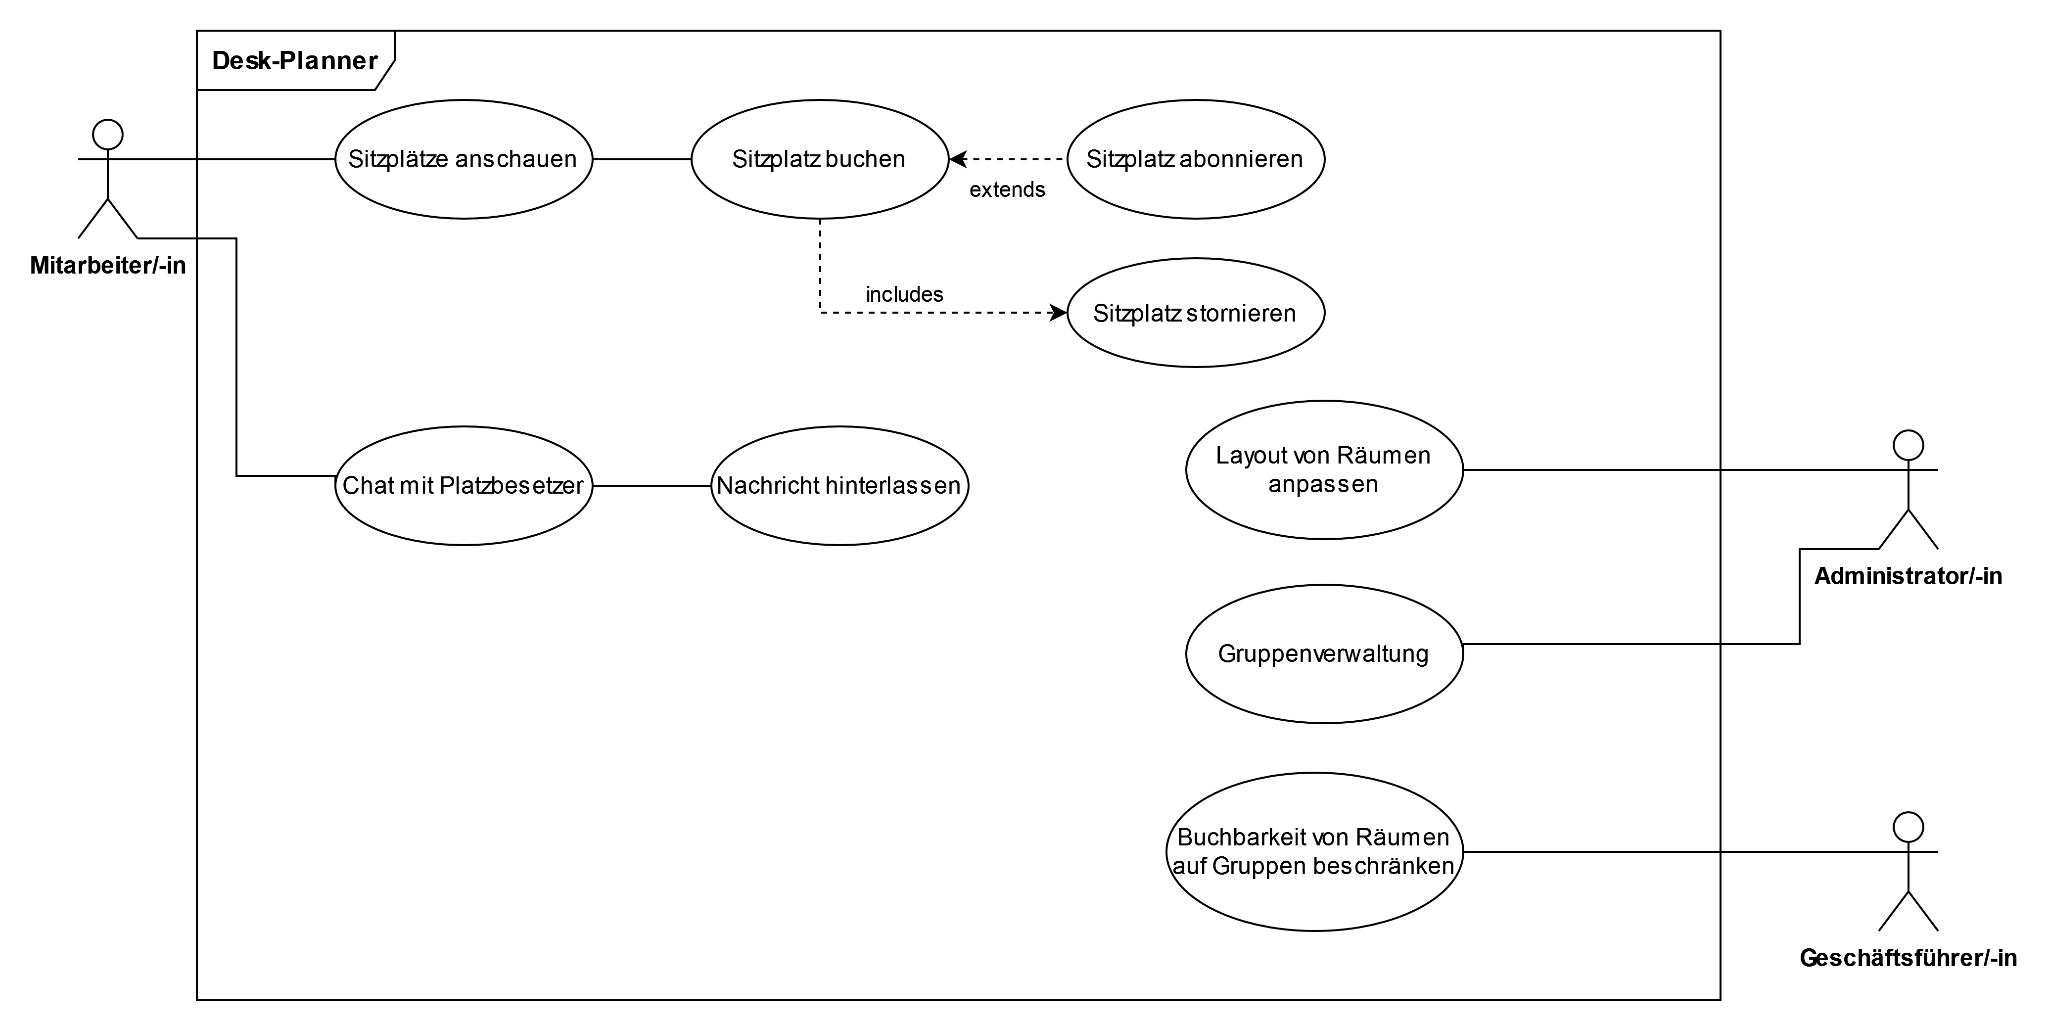 Desk-Planner
Sitzplätze anschauen
Sitzplatz buchen
Sitzplatz abonnieren
extends
Mitarbeiter/-in
includes
Sitzplatz stornieren
Chat mit Platzbesetzer
Nachricht hinterlassen
Layout von Räumen
anpassen
Administrator/-in
Gruppenverwaltung
Buchbarkeit von Räumen
auf Gruppen beschränken
Geschäftsführer/-in